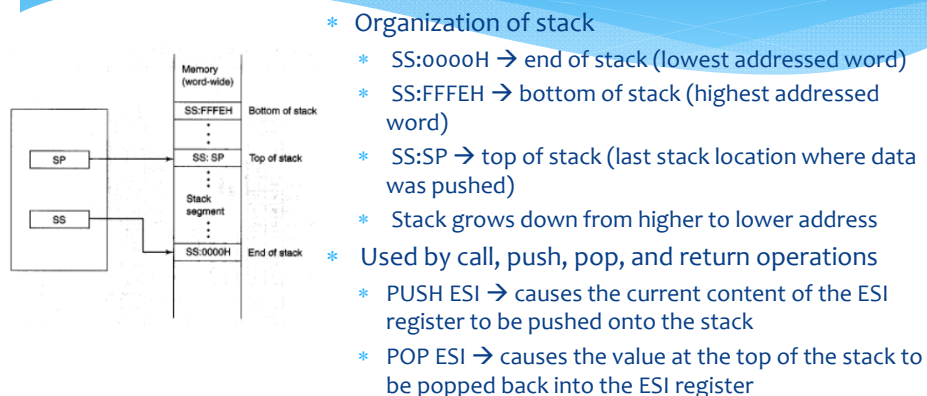 Memory
(word-wide)
SS:FFFEH Bottom of stack
SP SS: SP Top of stack
Stack
segment
SS
SS:0000H End of stack
* Organization of stack
* SS:0000H → end of stack (lowest addressed word)
* SS:FFFEH → bottom of stack (highest addressed
word)
* SS:SP → top of stack (last stack location where data
was pushed)
* Stack grows down from higher to lower address
* Used by call, push, pop, and return operations
* PUSH ESI → causes the current content of the ESI
register to be pushed onto the stack
* POP ESI → causes the value at the top of the stack to
be popped back into the ESI register